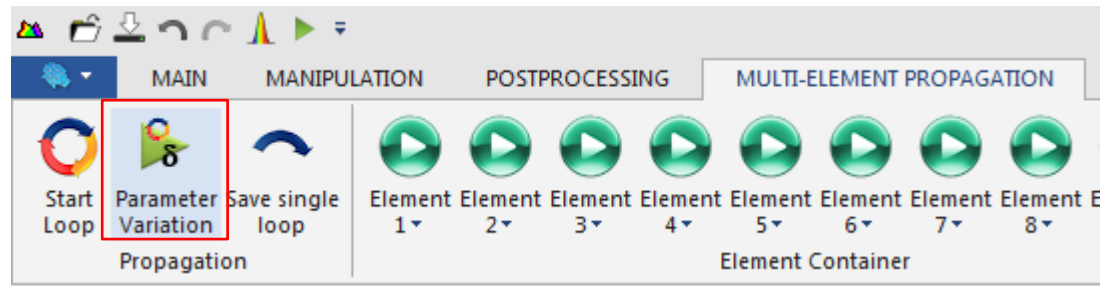 MAIN MANIPULATION POSTPROCESSING MULTI-ELEMENT PROPAGATION
δ
Start Parameter Save single Element Element Element Element Element Element Element Element E
Loop Variation loop 1 2 3 4 5 6 7 8
Propagation Element Container